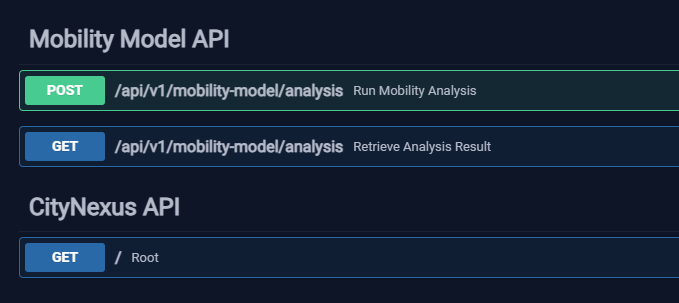 Mobility Model API
POST /api/v1/mobility-model/analysis Run Mobility Analysis
GET /api/v1/mobility-model/analysis Retrieve Analysis Result
CityNexus API
GET / Root